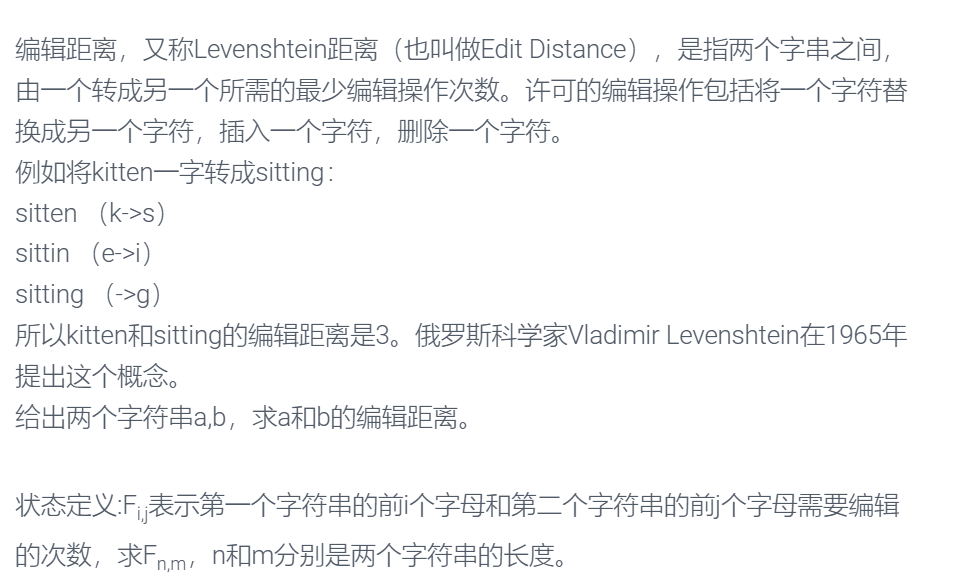 编辑距离，又称Levenshtein距离（也叫做Edit Distance），是指两个字串之间，
由一个转成另一个所需的最少编辑操作次数。许可的编辑操作包括将一个字符替
换成另一个字符，插入一个字符，删除一个字符。
例如将kitten一字转成sitting：
sitten （k->s）
sittin （e->i）
sitting （->g）
所以kitten和sitting的编辑距离是3。俄罗斯科学家Vladimir Levenshtein在1965年
提出这个概念。
给出两个字符串a,b，求a和b的编辑距离。
状态定义:Fi,j表示第一个字符串的前i个字母和第二个字符串的前j个字母需要编辑
的次数，求Fn,m，n和m分别是两个字符串的长度。